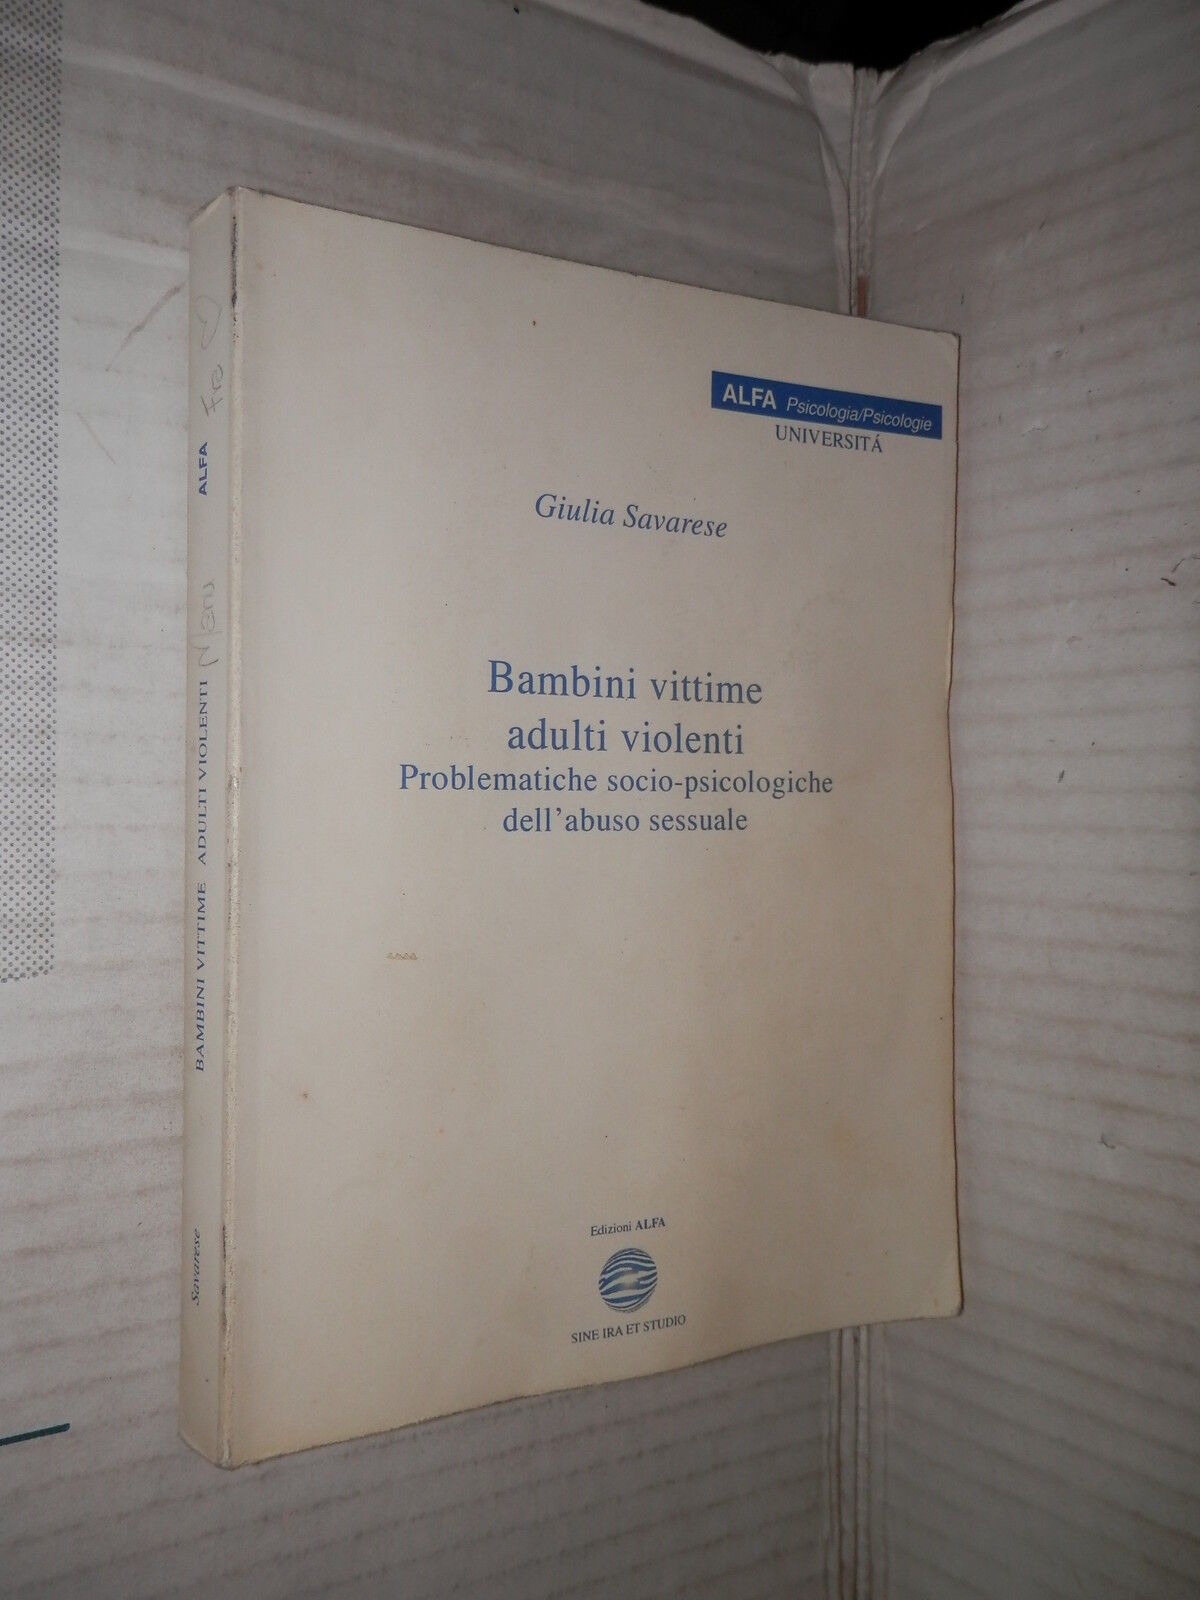 ALFA Psicologia/Psicologie
UNIVERSITÁ
Giulia Savarese
Bambini vittime
adulti violenti
Problematiche socio-psicologiche
dell'abuso sessuale
Edizioni ALFA
SINE IRA ET STUDIO
Savarese BAMBINI VITTIME ADULTI VIOLENTI ALFA